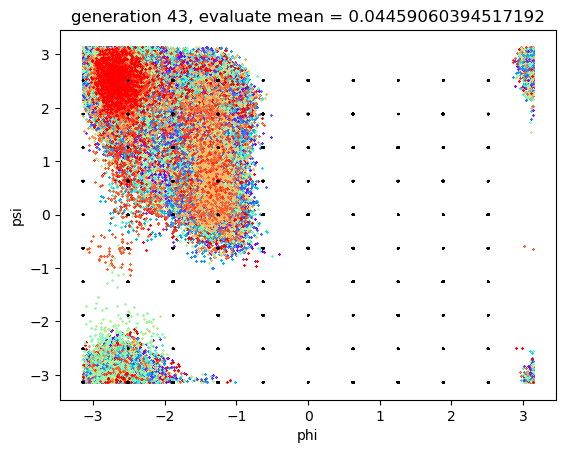 generation 43, evaluate mean = 0.04459060394517192
3
2
1
0
−1
−2
−3
psi
−3 −2 −1 0 1 2 3
phi